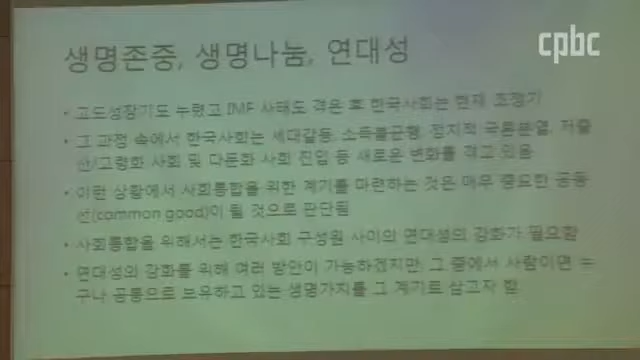 생명존중, 생명나눔, 연대성
cpbc
• 고도성장기도 누렸고 IMF 사태도 겪은 후 한국사회는 현재 조정기
• 그 과정 속에서 한국사회는 세대갈등, 소득불균형, 정치적 국론분열, 저출
산/고령화 사회 및 다문화 사회 진입 등 새로운 변화를 겪고 있음
• 이런 상황에서 사회통합을 위한 계기를 마련하는 것은 매우 중요한 공동
선(common good)이 될 것으로 판단됨
• 사회통합을 위해서는 한국사회 구성원 사이의 연대성의 강화가 필요함
• 연대성의 강화를 위해 여러 방안이 가능하겠지만, 그 중에서 사람이면 누
구나 공통으로 보유하고 있는 생명가치를 그 계기로 삼고자 함